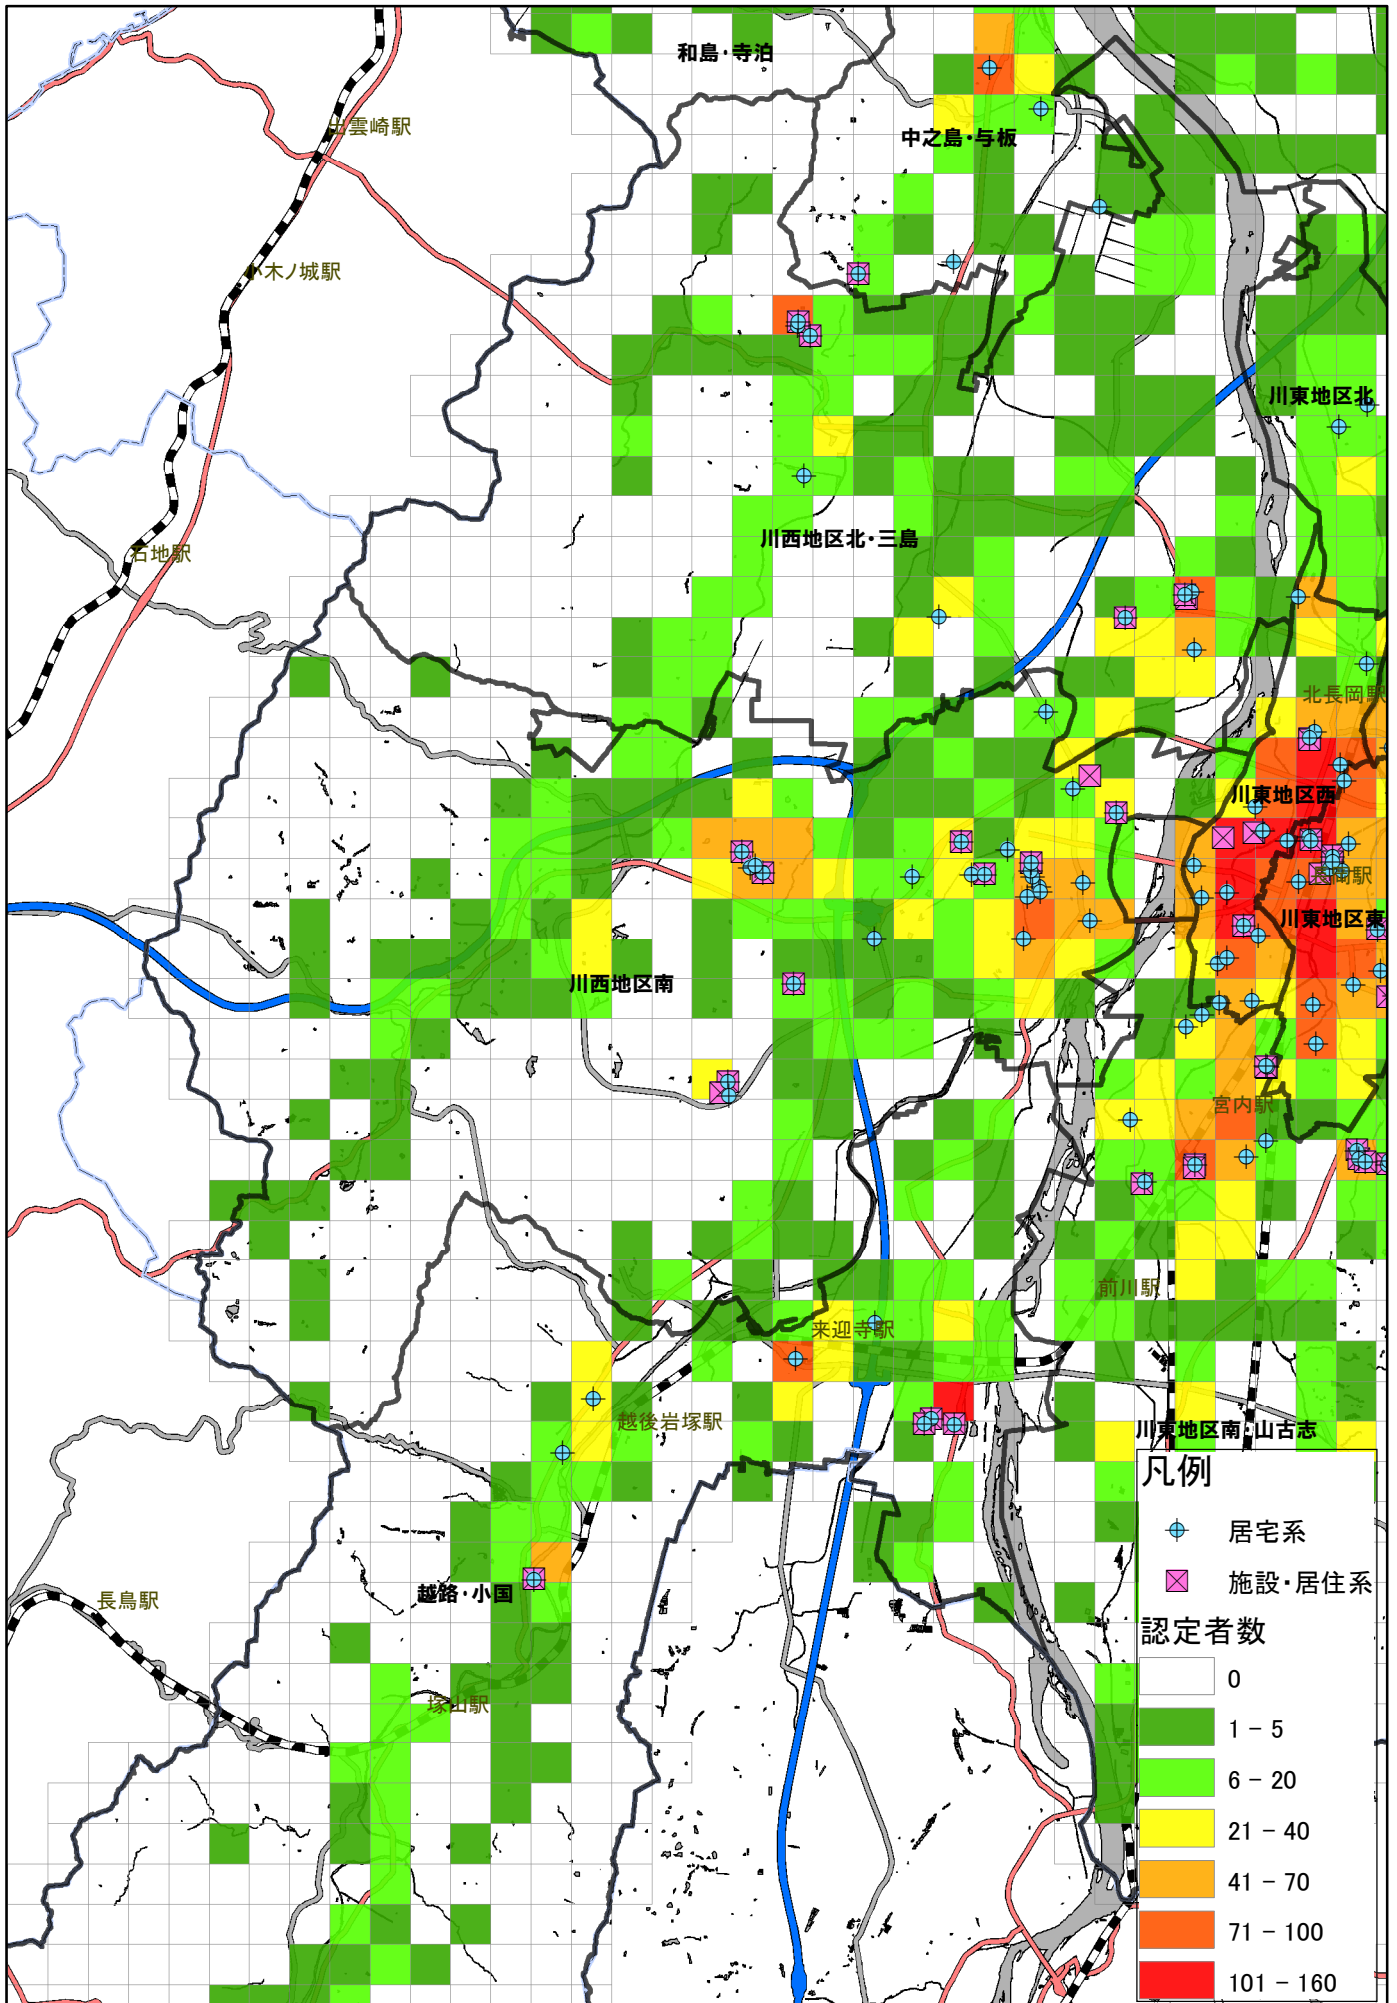 和島・寺泊
出雲崎駅
中之島・与板
小木ノ城駅
川東地区北
石地駅
川西地区北・三島
北長岡駅
川東地区西
長岡駅
川東地区東
川西地区南
宮内駅
前川駅
来迎寺駅
越後岩塚駅
川東地区南・山古志
越路・小国
長鳥駅
塚山駅
凡例
居宅系
施設・居住系
認定者数
0
1 - 5
6 - 20
21 - 40
41 - 70
71 - 100
101 - 160